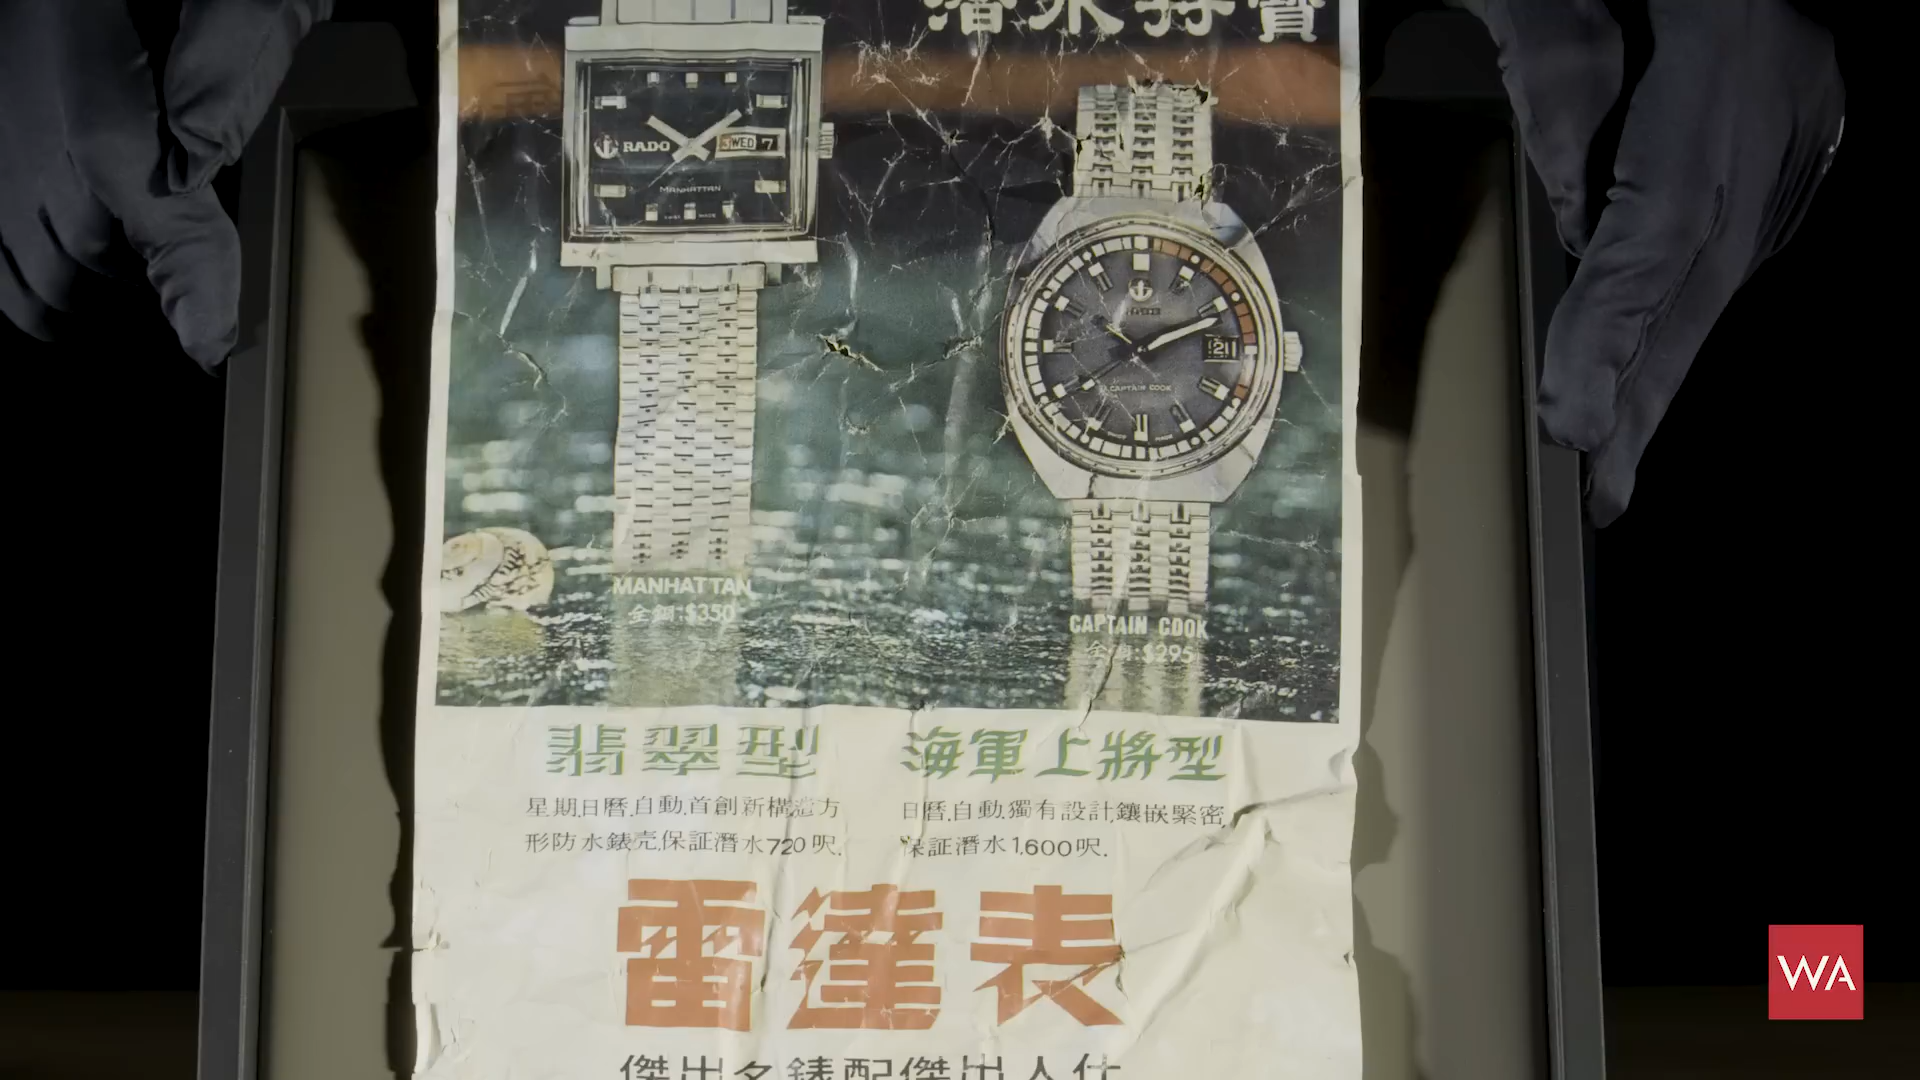 潛水
RADO
WED 7
MANHATTAN
CAPTAIN COOK
MANHATTAN
全鋼:$350
CAPTAIN COOK
全鋼:$295
翡翠型
海軍上將型
星期.日曆.自動.首創新構造方
形防水錶壳.保証潛水720呎.
日曆.自動.獨有設計.鑲嵌緊密.
保証潛水1,600呎.
雷達表
傑出名錶配傑出人仕
WA